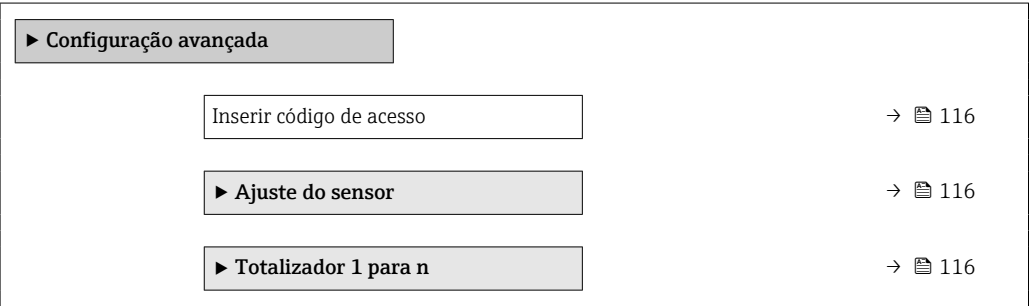 ▶ Configuração avançada
Inserir código de acesso → 🖺 116
▶ Ajuste do sensor → 🖺 116
▶ Totalizador 1 para n → 🖺 116